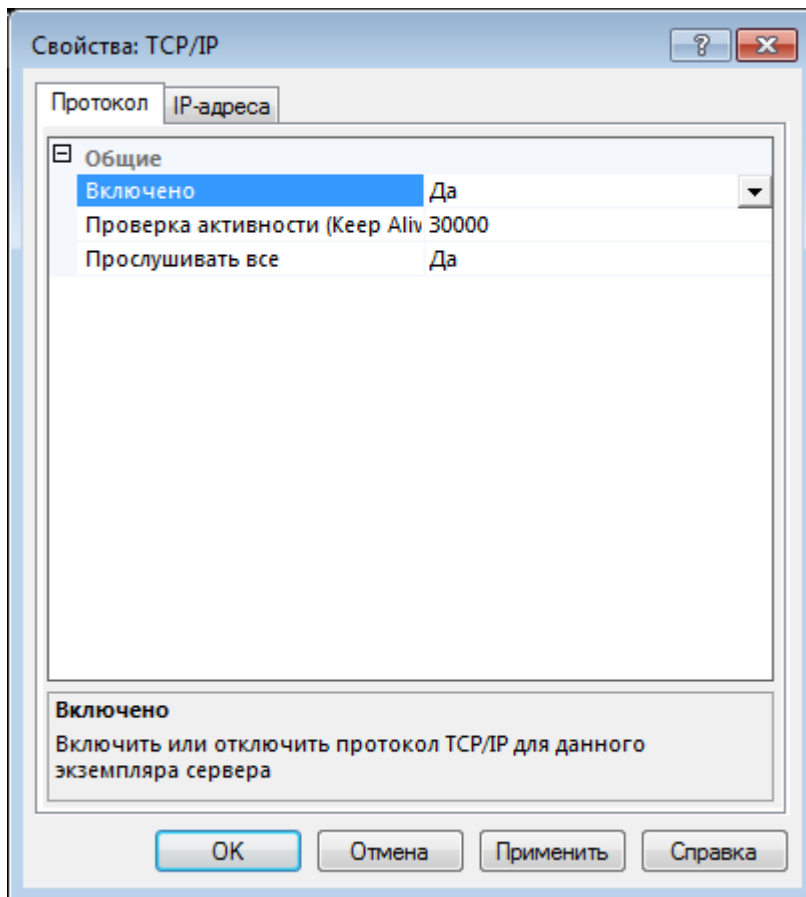 Свойства: TCP/IP
Протокол IP-адреса
Общие
Включено Да
Проверка активности (Keep Aliv 30000
Прослушивать все Да
Включено
Включить или отключить протокол TCP/IP для данного
экземпляра сервера
OK Отмена Применить Справка